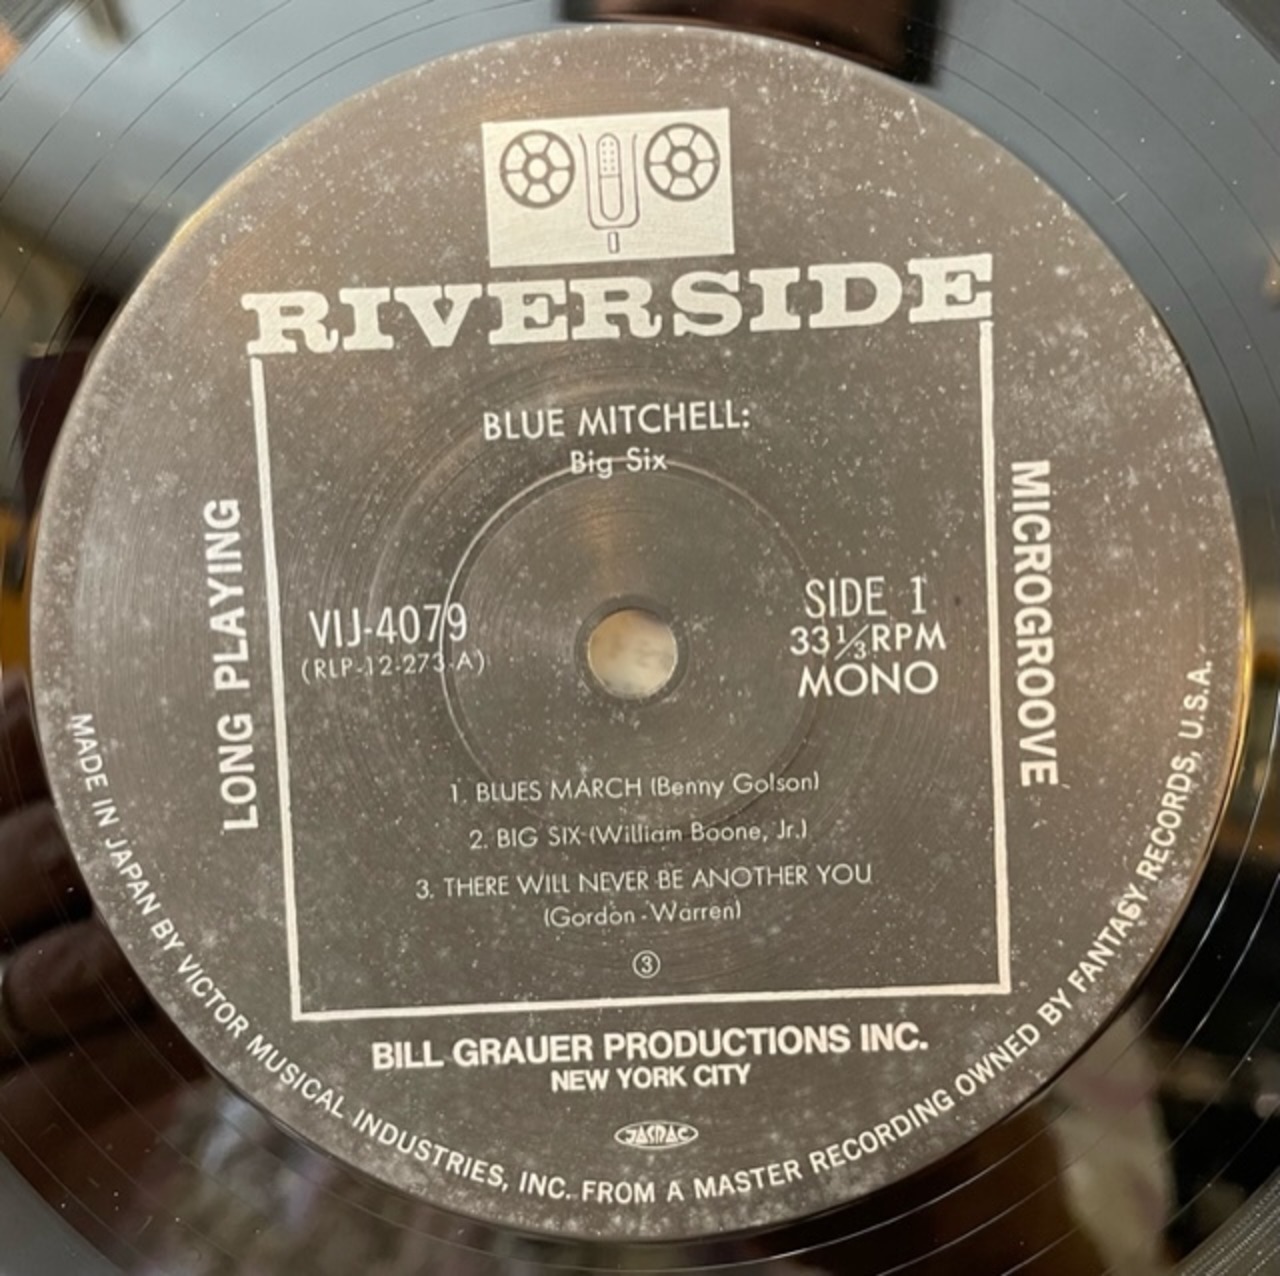 RIVERSIDE
BLUE MITCHELL:
Big Six
LONG PLAYING
MICROGROOVE
VIJ-4079
(RLP-12-273-A)
SIDE 1
33⅓RPM
MONO
1. BLUES MARCH (Benny Golson)
2. BIG SIX (William Boone, Jr.)
3. THERE WILL NEVER BE ANOTHER YOU
(Gordon - Warren)
③
BILL GRAUER PRODUCTIONS INC.
NEW YORK CITY
JASRAC
MADE IN JAPAN BY VICTOR MUSICAL INDUSTRIES, INC. FROM A MASTER RECORDING OWNED BY FANTASY RECORDS, U.S.A.